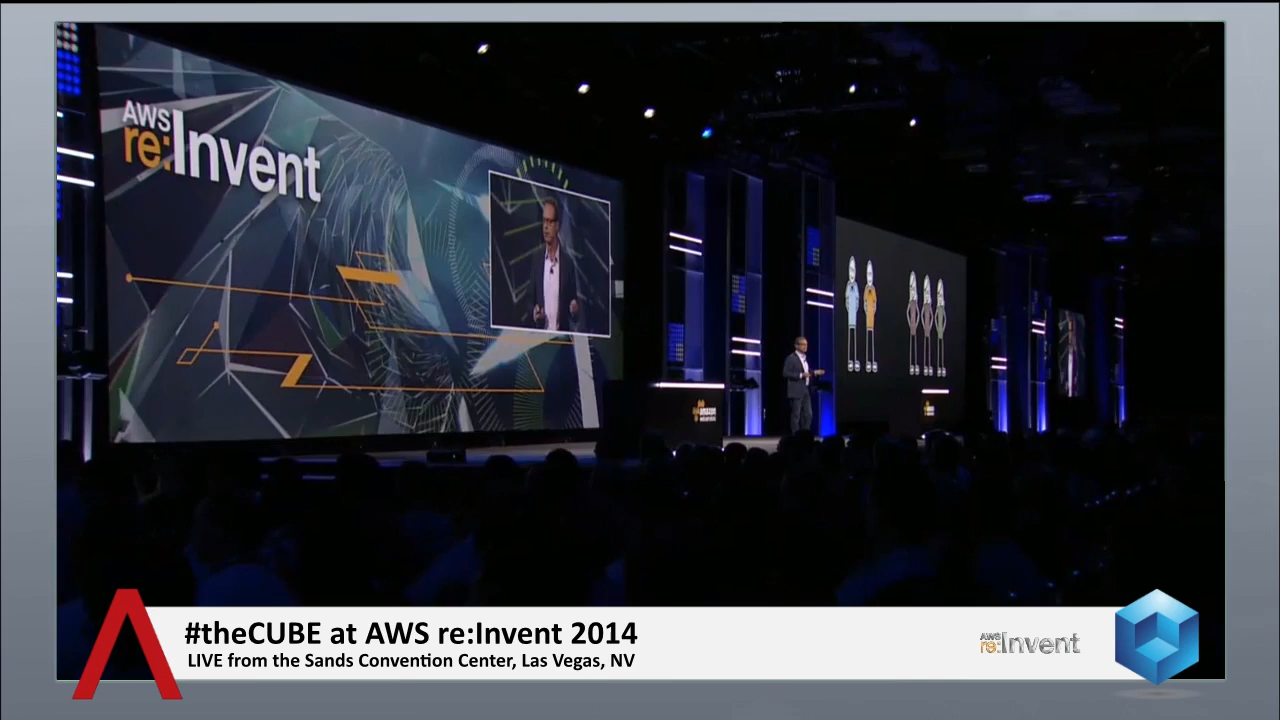 AWS
re:Invent
amazon
#theCUBE at AWS re:Invent 2014
LIVE from the Sands Convention Center, Las Vegas, NV
AWS
re:Invent